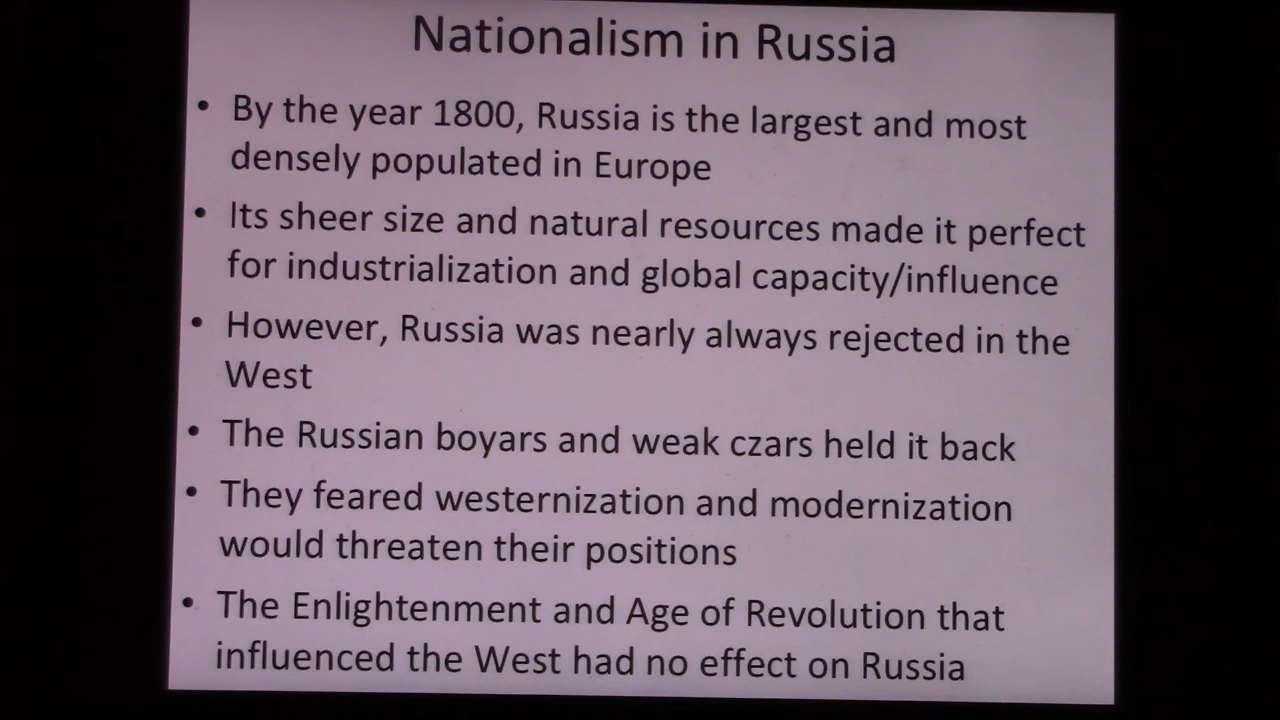 Nationalism in Russia
• By the year 1800, Russia is the largest and most
densely populated in Europe
• Its sheer size and natural resources made it perfect
for industrialization and global capacity/influence
• However, Russia was nearly always rejected in the
West
• The Russian boyars and weak czars held it back
• They feared westernization and modernization
would threaten their positions
• The Enlightenment and Age of Revolution that
influenced the West had no effect on Russia